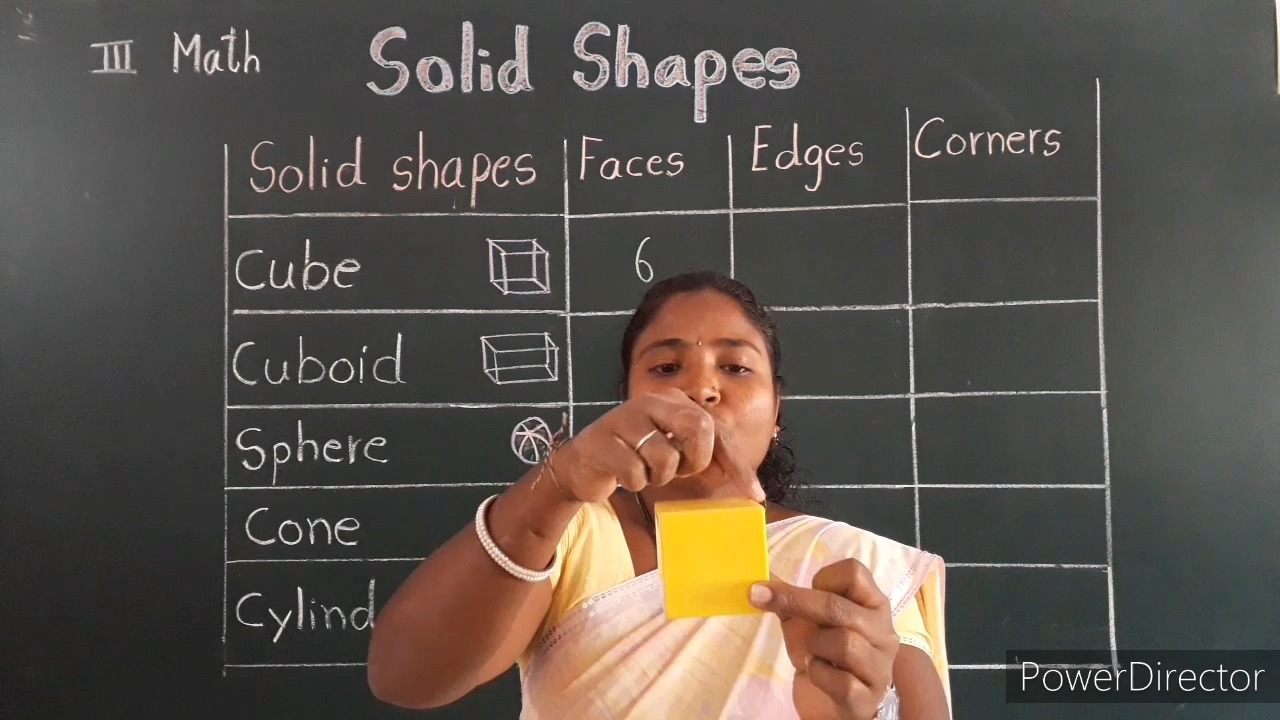 III Math
Solid Shapes
Solid shapes Faces Edges Corners
Cube 6
Cuboid
Sphere
Cone
Cylind
PowerDirector